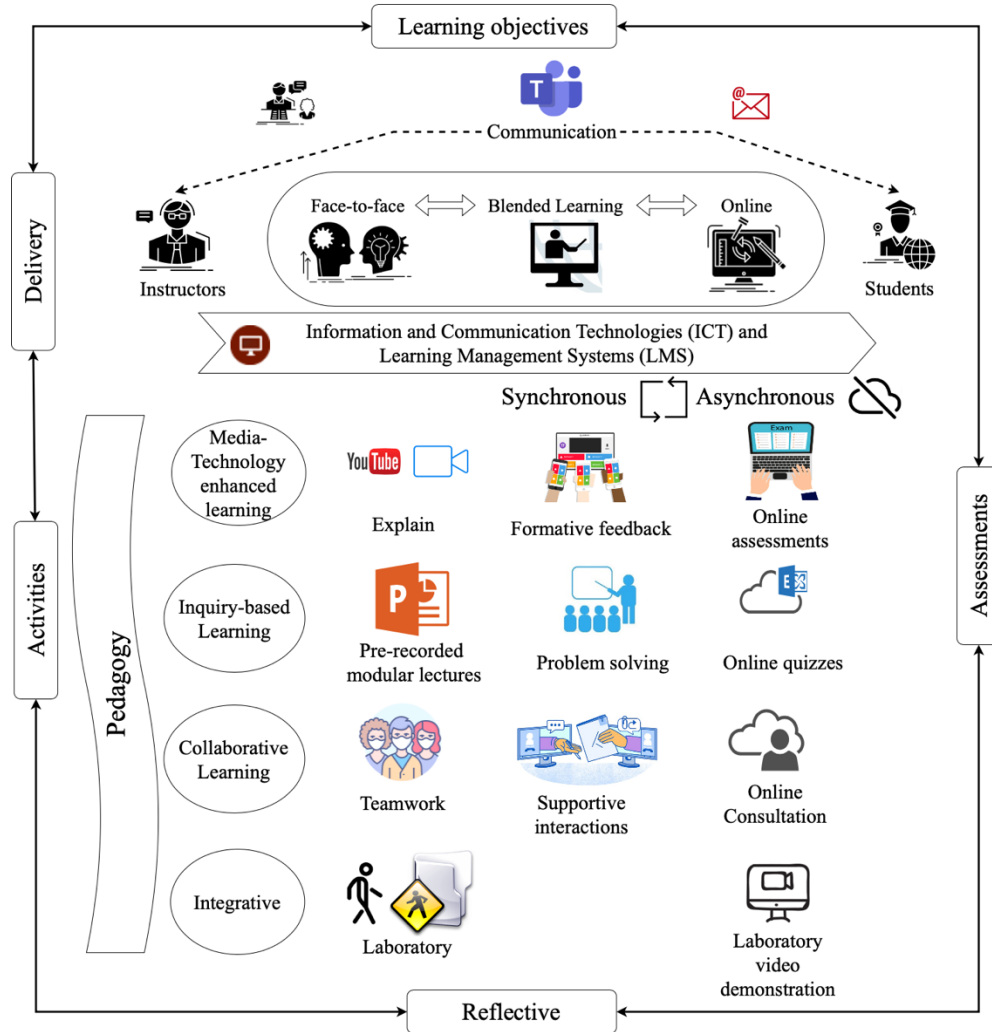 Learning objectives
T
@
Communication
Delivery
Face-to-face
Blended Learning
Online
Instructors
Students
Information and Communication Technologies (ICT) and
Learning Management Systems (LMS)
Synchronous
Asynchronous
Pedagogy
Activities
Assessments
Media-
Technology
enhanced
learning
YouTube
Explain
Formative feedback
Exam
Online
assessments
Inquiry-based
Learning
P
Pre-recorded
modular lectures
Problem solving
E
Online quizzes
Collaborative
Learning
Teamwork
Supportive
interactions
Online
Consultation
Integrative
Laboratory
Laboratory
video
demonstration
Reflective